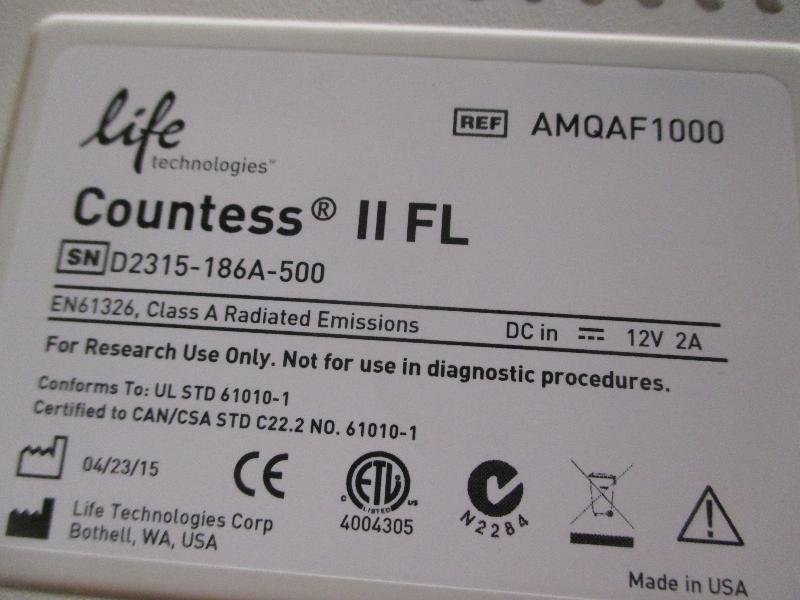 life
technologies™
REF AMQAF1000
Countess® II FL
SN D2315-186A-500
EN61326, Class A Radiated Emissions DC in ⎓ 12V 2A
For Research Use Only. Not for use in diagnostic procedures.
Conforms To: UL STD 61010-1
Certified to CAN/CSA STD C22.2 NO. 61010-1
04/23/15
CE
C ETL US
LISTED
4004305
N2284
Life Technologies Corp
Bothell, WA, USA
Made in USA